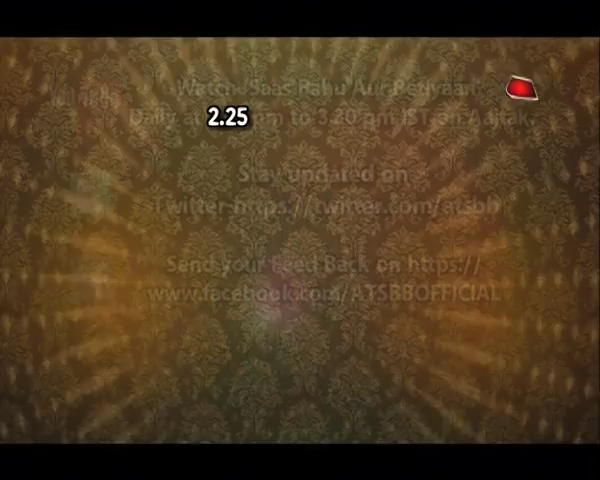 Watch Saas Bahu Aur Betiyaan
Daily at 2.25 pm to 3.20 pm IST on Aajtak.
Stay updated on
Twitter-https://twitter.com/atsbb
Send your Feed Back on https://
www.facebook.com/ATSBBOFFICIAL